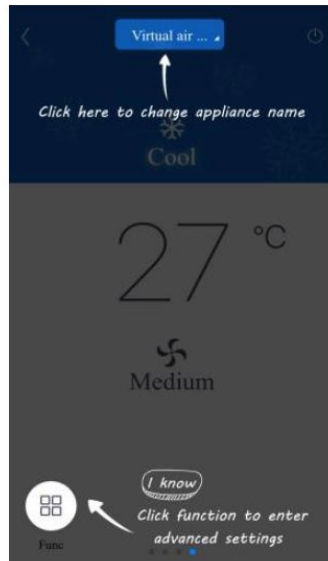 Virtual air ...
Click here to change appliance name
Cool
27 °C
Medium
I know
Click function to enter
advanced settings
Func